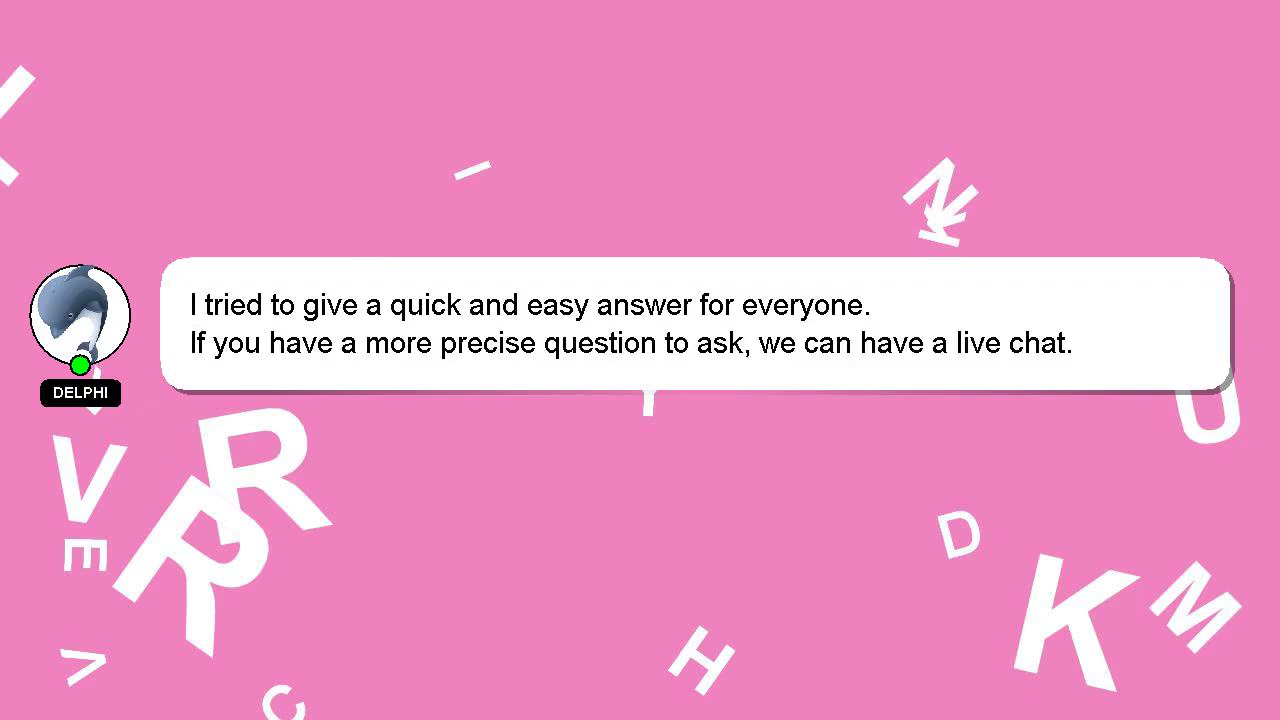 I
N
K
I tried to give a quick and easy answer for everyone.
If you have a more precise question to ask, we can have a live chat.
DELPHI
U
R
V
R
E
D
K
M
H
V
C